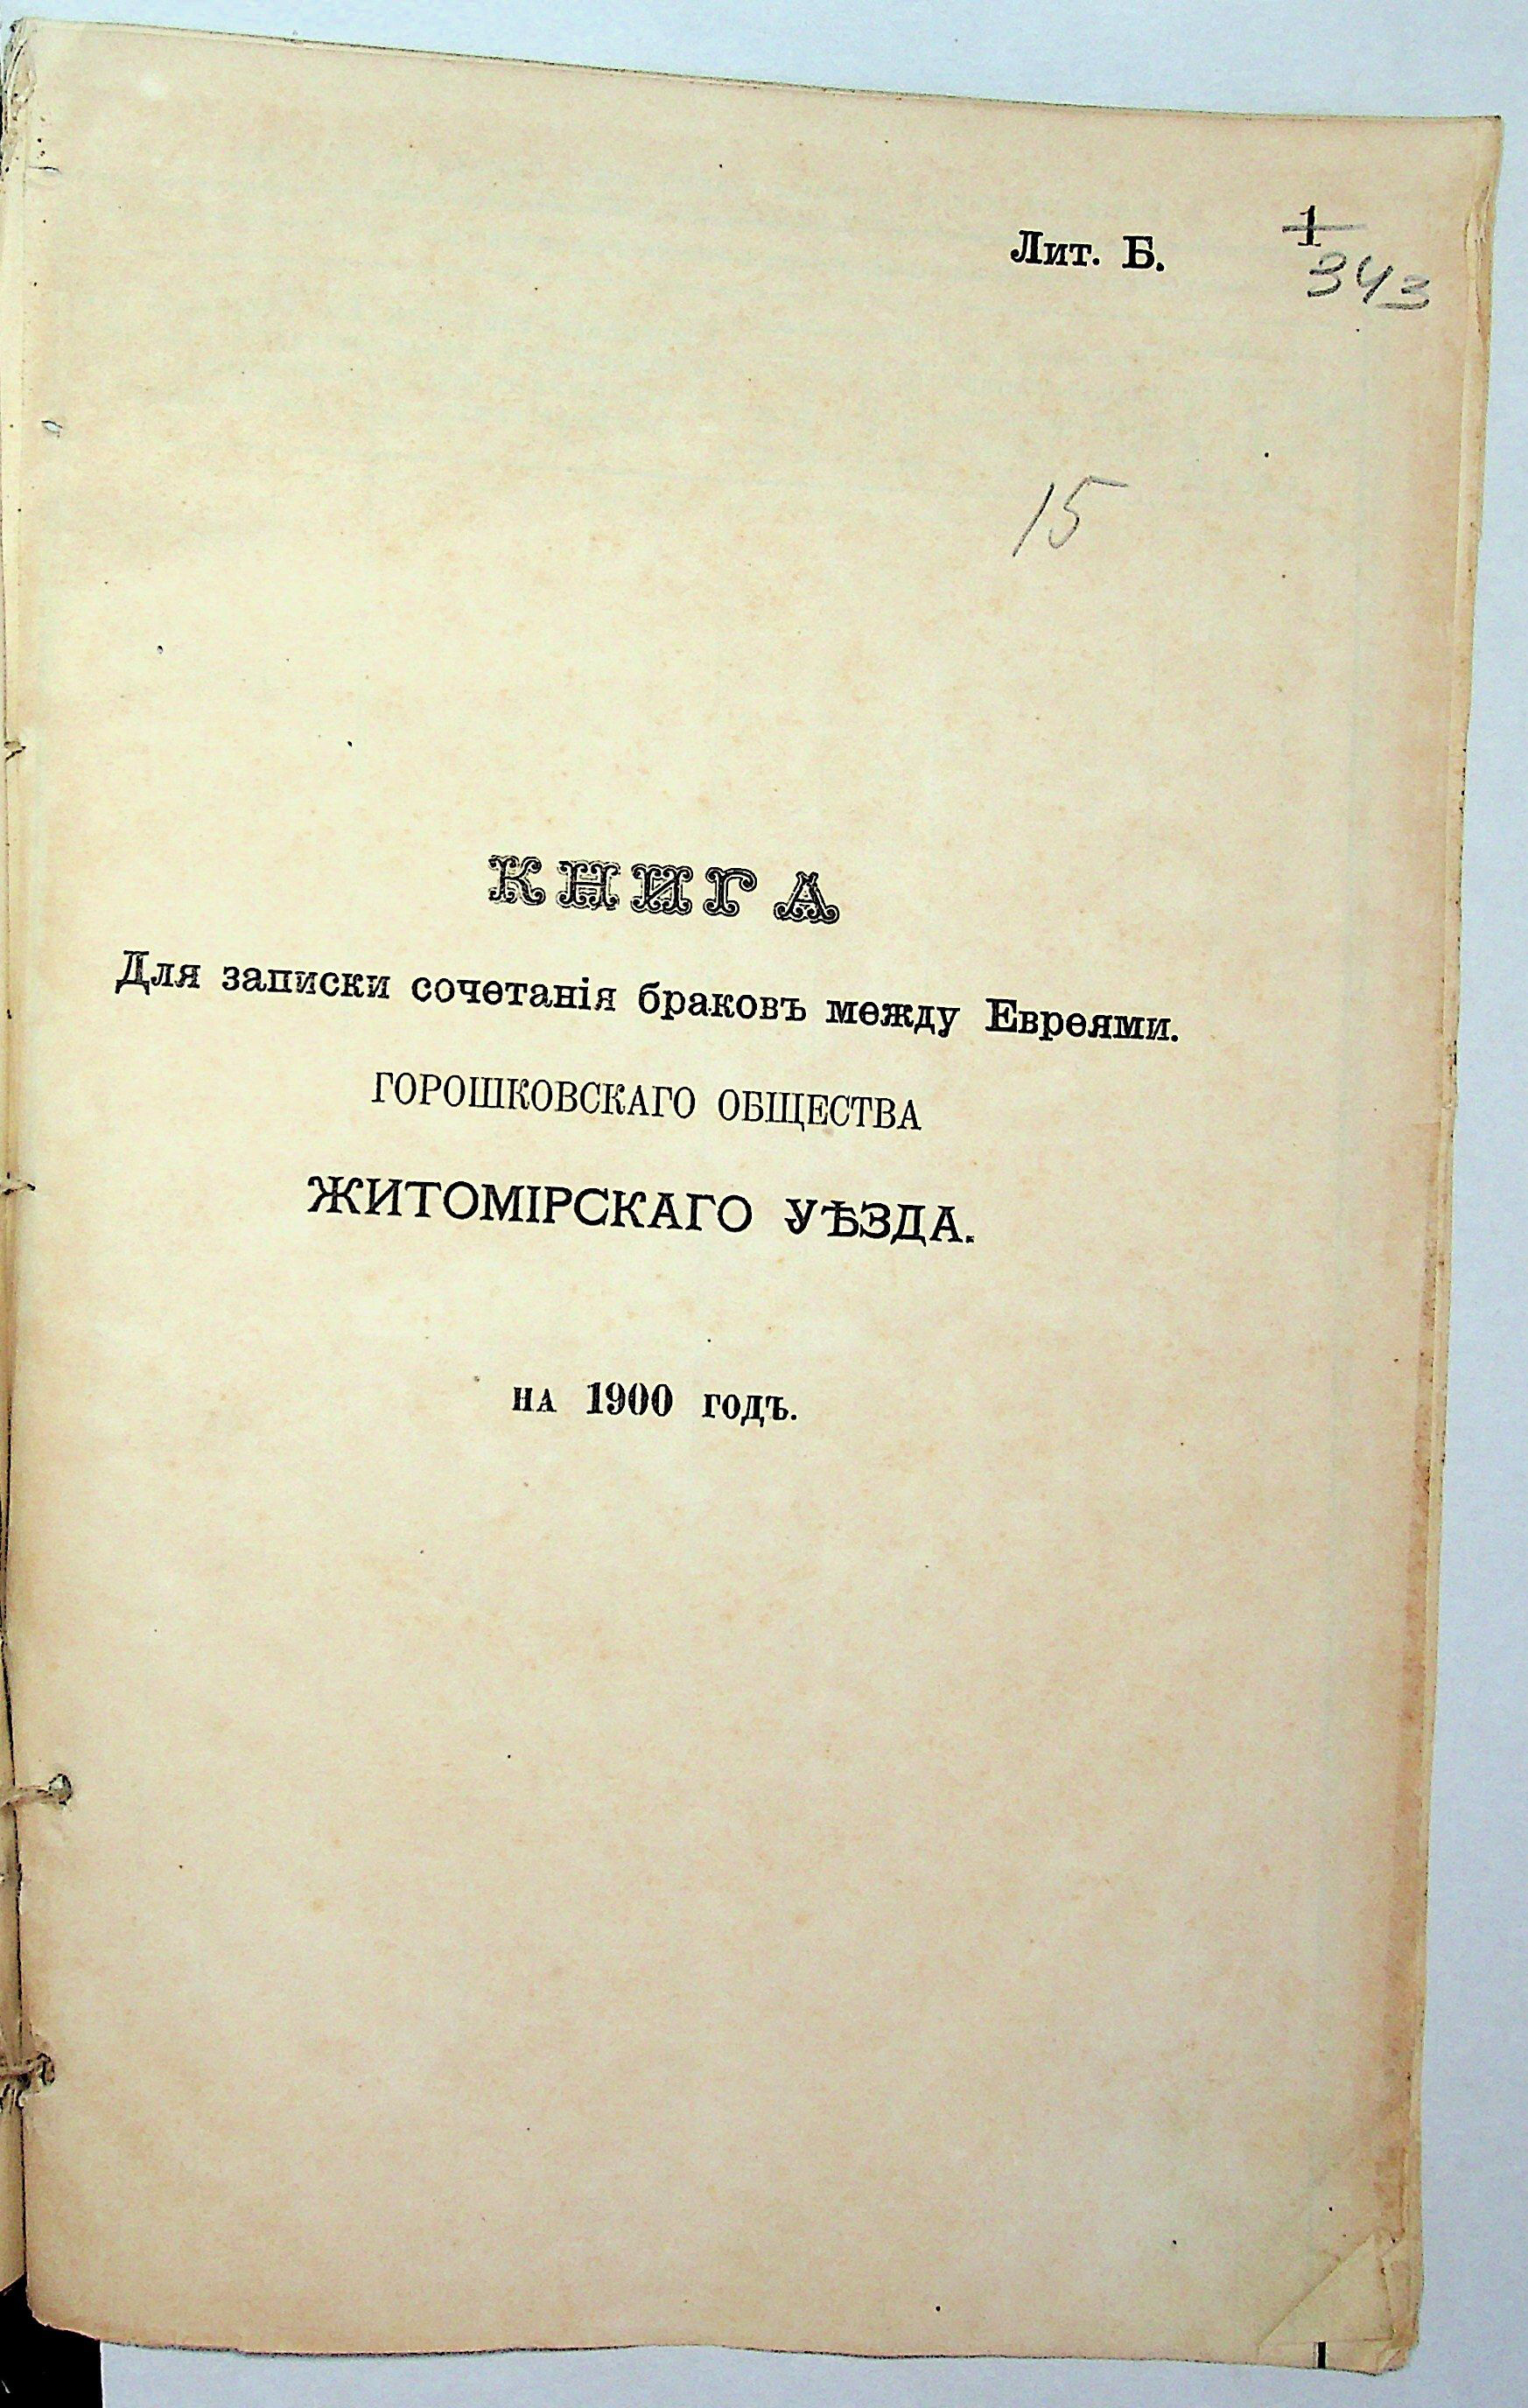 Лит. Б.
1
343
15
КНИГА
Для записки сочетанія браковъ между Евреями.
ГОРОШКОВСКАГО ОБЩЕСТВА
ЖИТОМІРСКАГО УѢЗДА.
НА 1900 ГОДЪ.